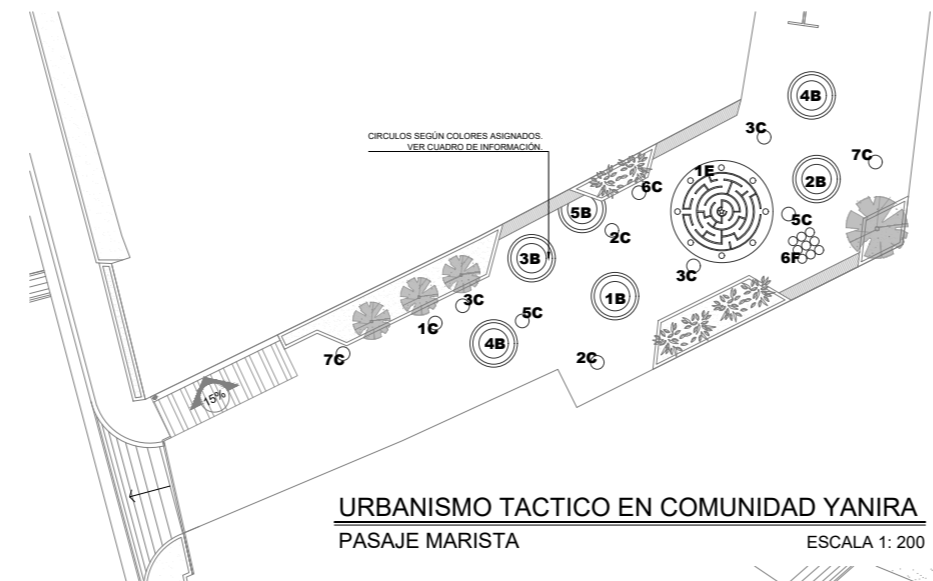 4B
CIRCULOS SEGÚN COLORES ASIGNADOS.
VER CUADRO DE INFORMACIÓN.
3C
7C
1E
2B
6C
5B
5C
2C
6F
3B
3C
1B
3C
5C
1C
4B
7C
2C
15%
URBANISMO TACTICO EN COMUNIDAD YANIRA
PASAJE MARISTA
ESCALA 1: 200